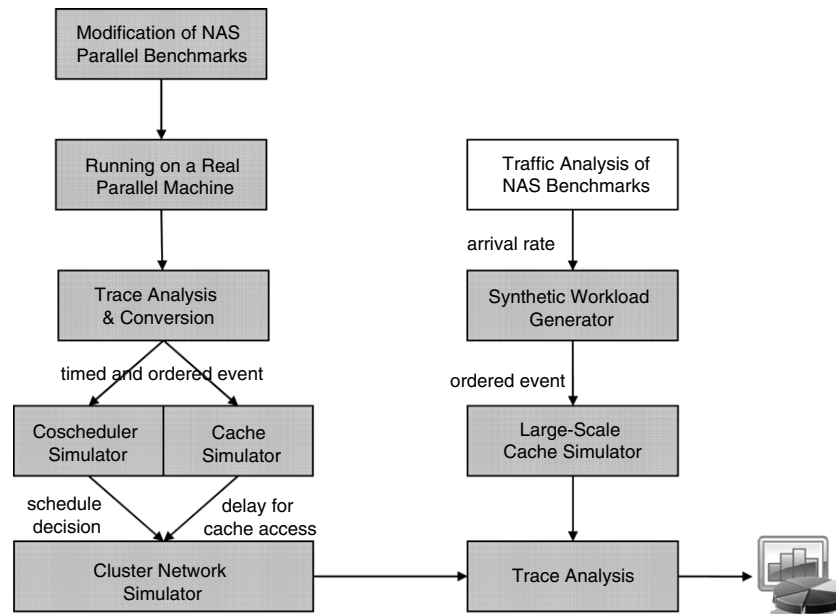 Modification of NAS
Parallel Benchmarks
Running on a Real
Parallel Machine
Traffic Analysis of
NAS Benchmarks
arrival rate
Trace Analysis
& Conversion
Synthetic Workload
Generator
timed and ordered event
ordered event
Coscheduler
Simulator
Cache
Simulator
Large-Scale
Cache Simulator
schedule
decision
delay for
cache access
Cluster Network
Simulator
Trace Analysis